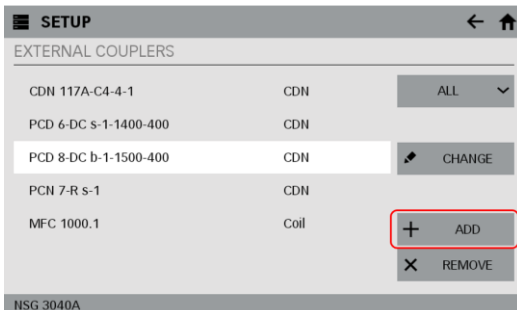 SETUP
EXTERNAL COUPLERS
CDN 117A-C4-4-1 CDN ALL
PCD 6-DC s-1-1400-400 CDN
PCD 8-DC b-1-1500-400 CDN CHANGE
PCN 7-R s-1 CDN
MFC 1000.1 Coil ADD
REMOVE
NSG 3040A